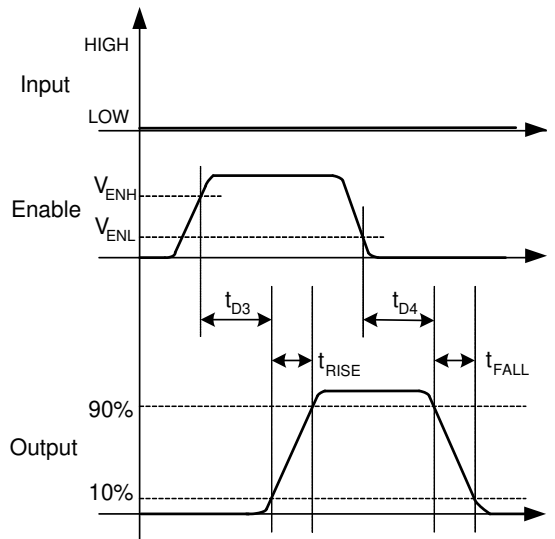 HIGH
Input
LOW
V_ENH
Enable
V_ENL
t_D3
t_D4
t_RISE
t_FALL
90%
Output
10%